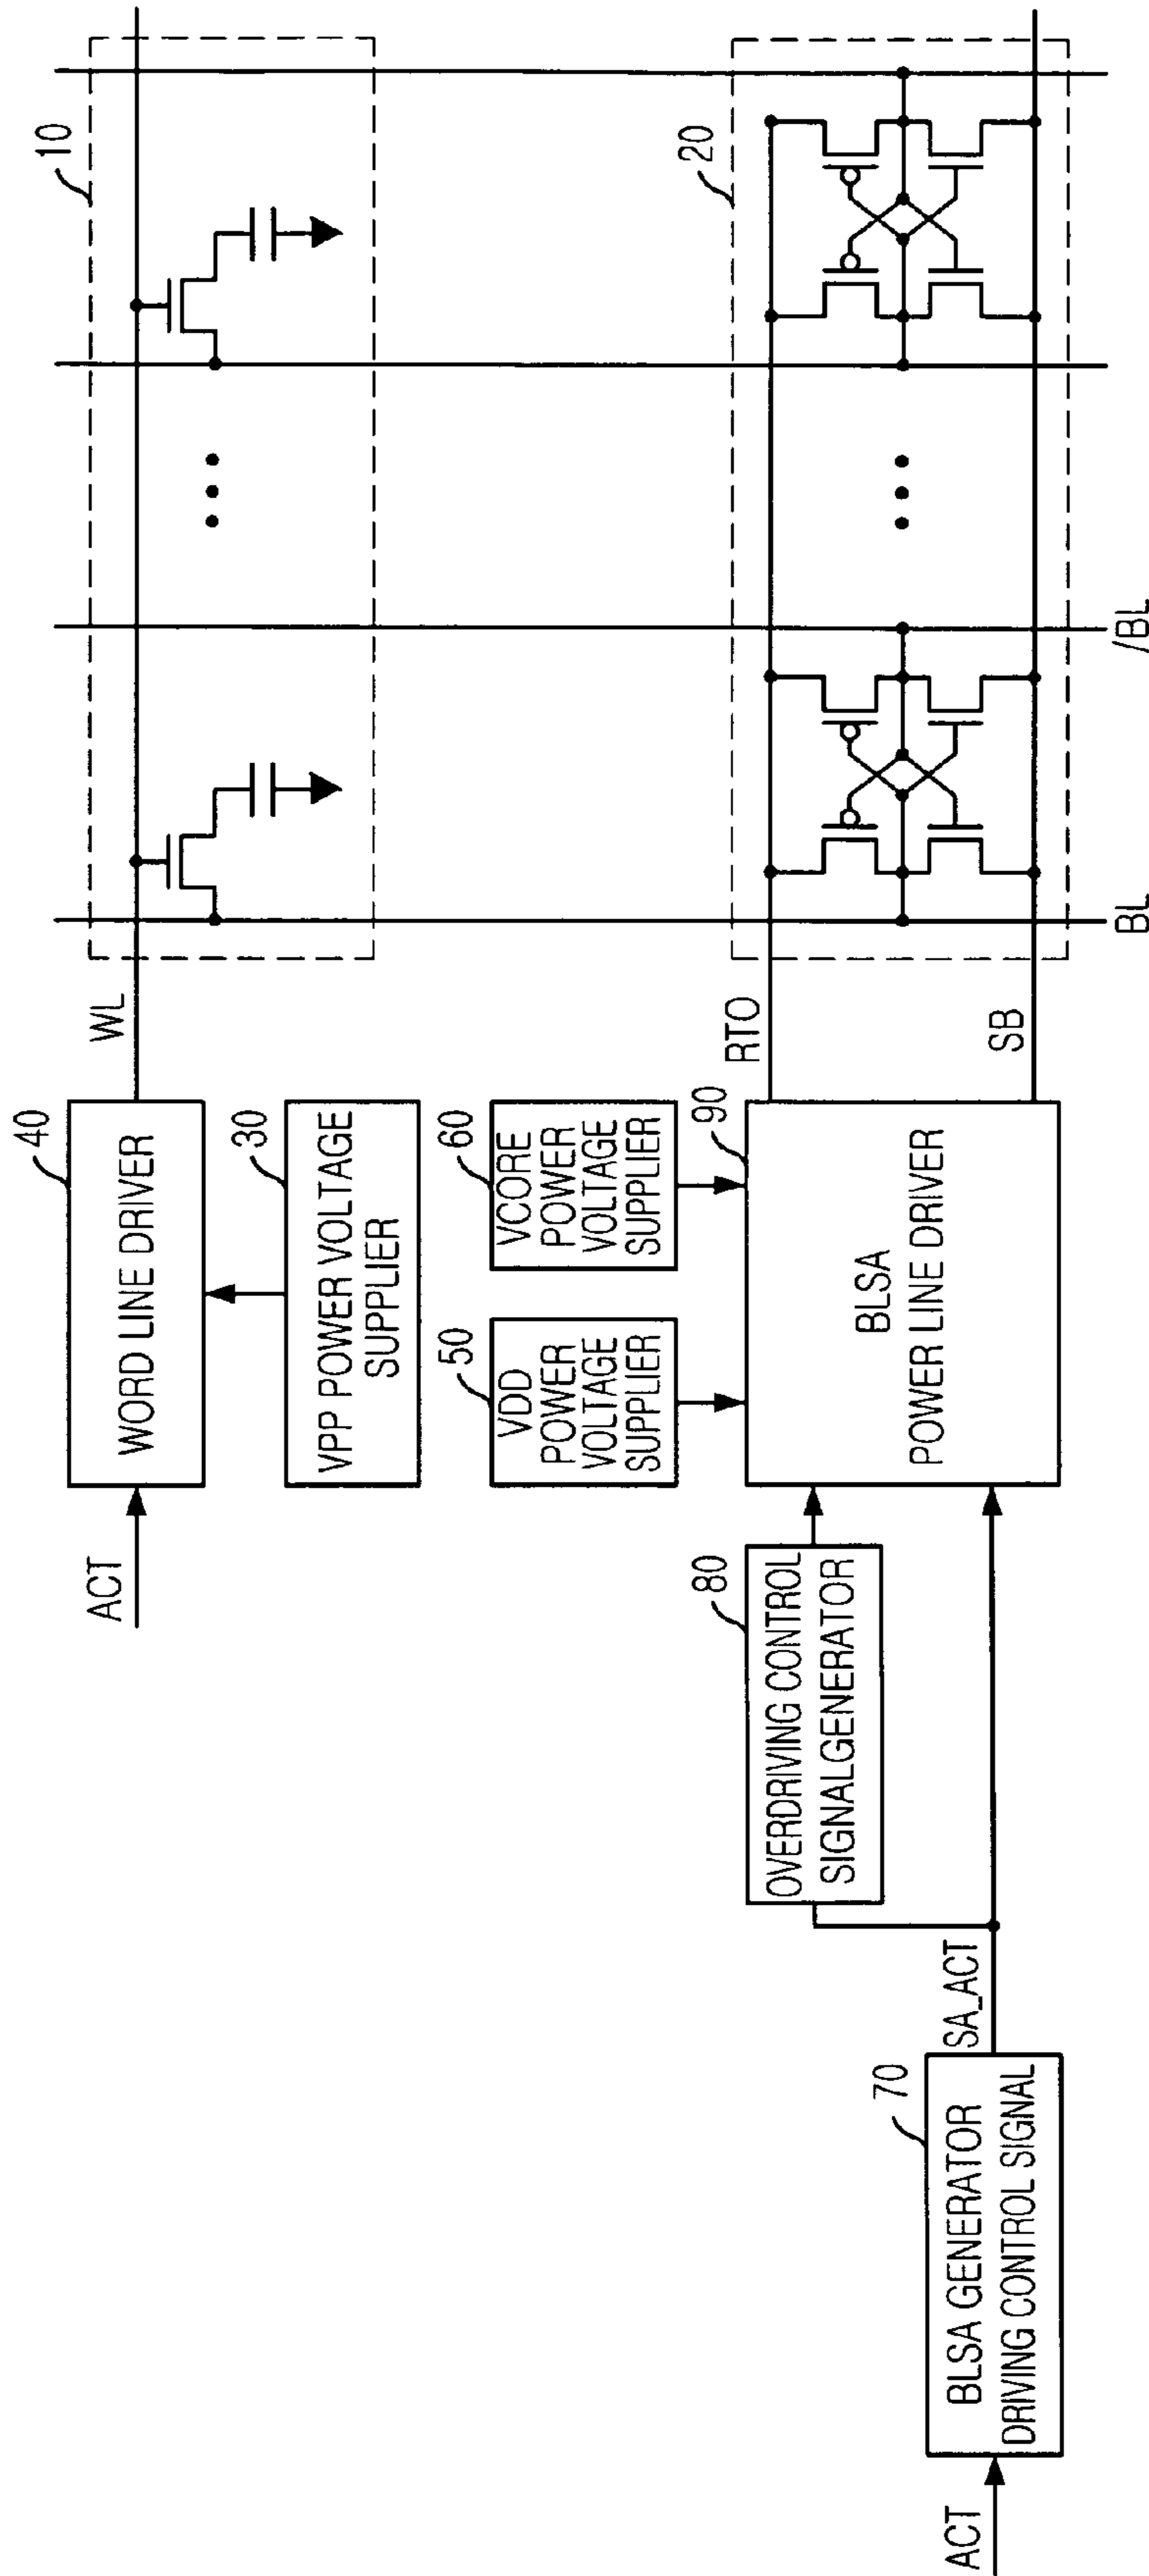 10
20
WL
40
WORD LINE DRIVER
ACT
30
VPP POWER VOLTAGE
SUPPLIER
60
VCORE
POWER
VOLTAGE
SUPPLIER
50
VDD
POWER
VOLTAGE
SUPPLIER
90
BLSA
POWER LINE DRIVER
RTO
SB
BL
/BL
80
OVERDRIVING CONTROL
SIGNALGENERATOR
SA_ACT
70
BLSA GENERATOR
DRIVING CONTROL SIGNAL
ACT